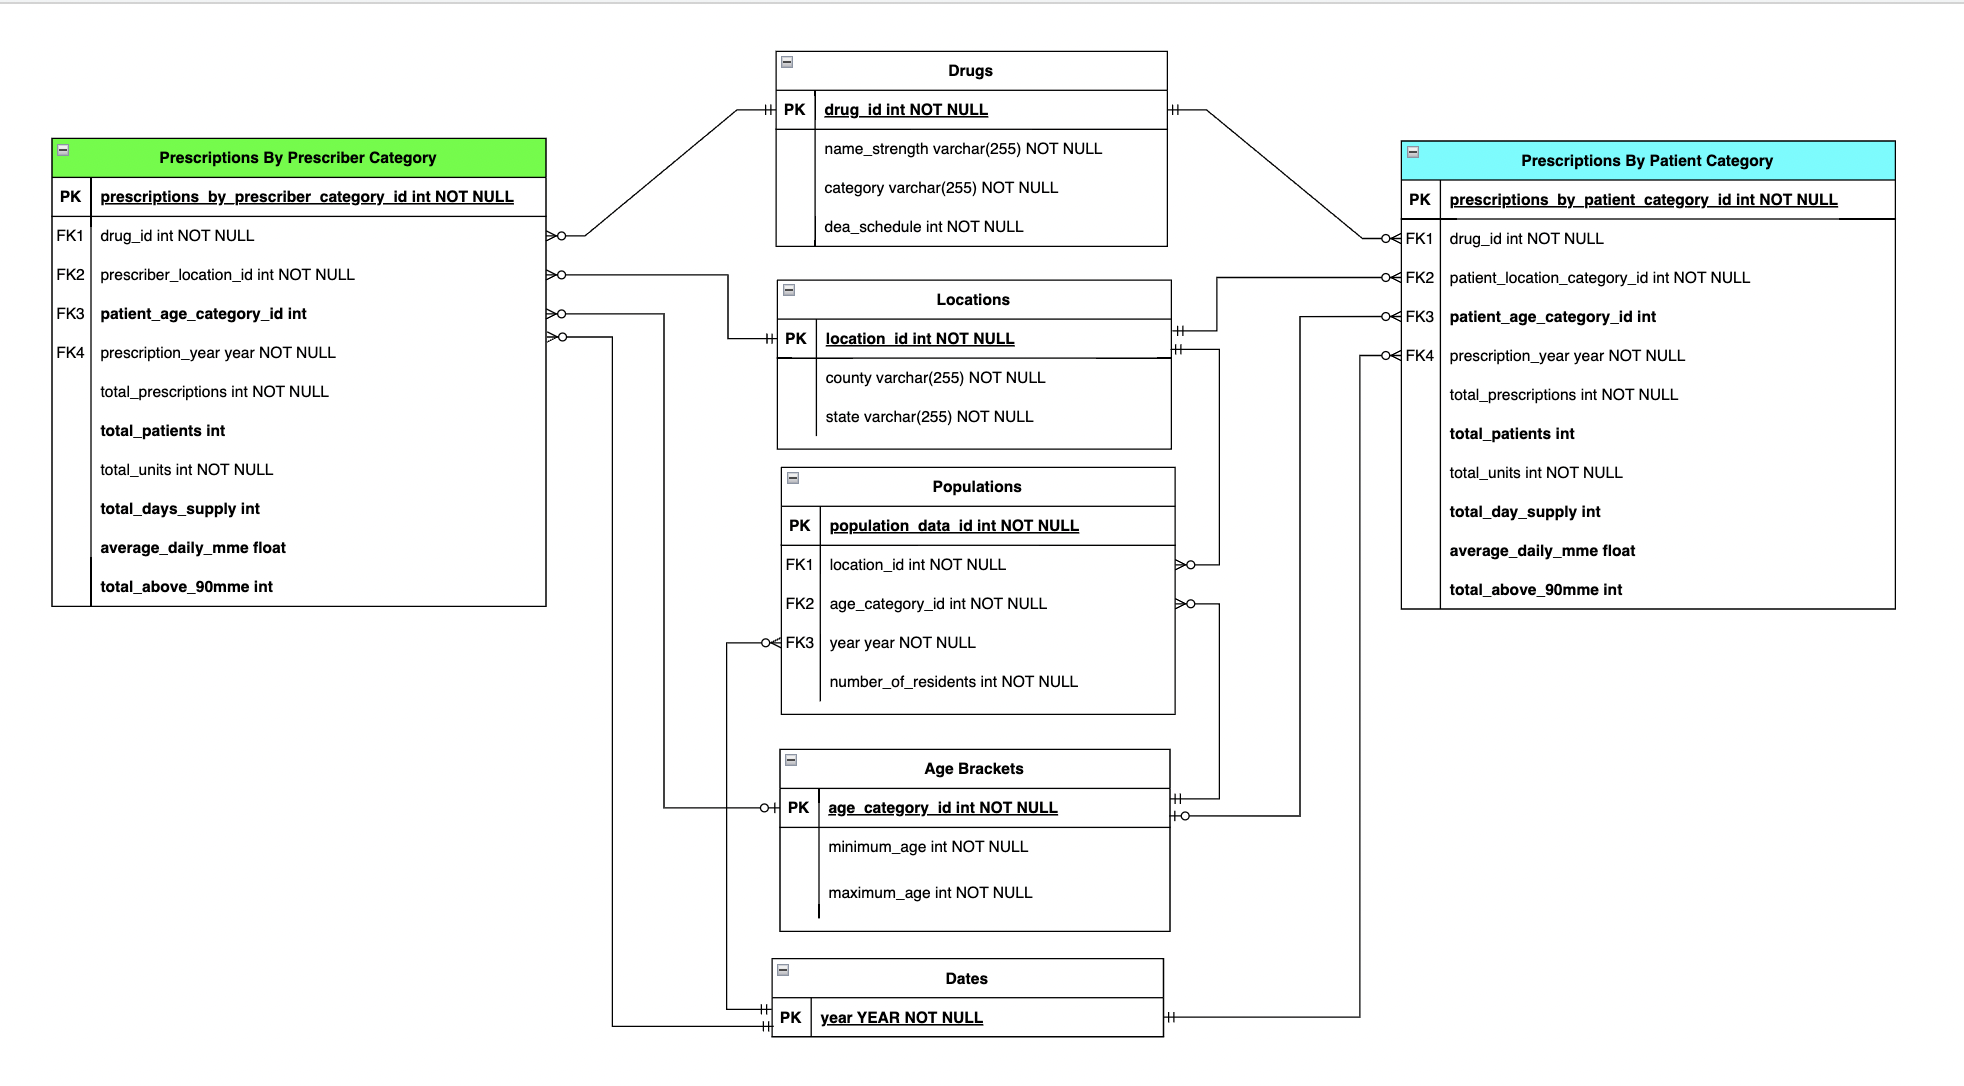 Drugs
PK drug_id int NOT NULL
name_strength varchar(255) NOT NULL
category varchar(255) NOT NULL
dea_schedule int NOT NULL
Prescriptions By Prescriber Category
PK prescriptions_by_prescriber_category_id int NOT NULL
FK1 drug_id int NOT NULL
FK2 prescriber_location_id int NOT NULL
FK3 patient_age_category_id int
FK4 prescription_year year NOT NULL
total_prescriptions int NOT NULL
total_patients int
total_units int NOT NULL
total_days_supply int
average_daily_mme float
total_above_90mme int
Prescriptions By Patient Category
PK prescriptions_by_patient_category_id int NOT NULL
FK1 drug_id int NOT NULL
FK2 patient_location_category_id int NOT NULL
FK3 patient_age_category_id int
FK4 prescription_year year NOT NULL
total_prescriptions int NOT NULL
total_patients int
total_units int NOT NULL
total_day_supply int
average_daily_mme float
total_above_90mme int
Locations
PK location_id int NOT NULL
county varchar(255) NOT NULL
state varchar(255) NOT NULL
Populations
PK population_data_id int NOT NULL
FK1 location_id int NOT NULL
FK2 age_category_id int NOT NULL
FK3 year year NOT NULL
number_of_residents int NOT NULL
Age Brackets
PK age_category_id int NOT NULL
minimum_age int NOT NULL
maximum_age int NOT NULL
Dates
PK year YEAR NOT NULL